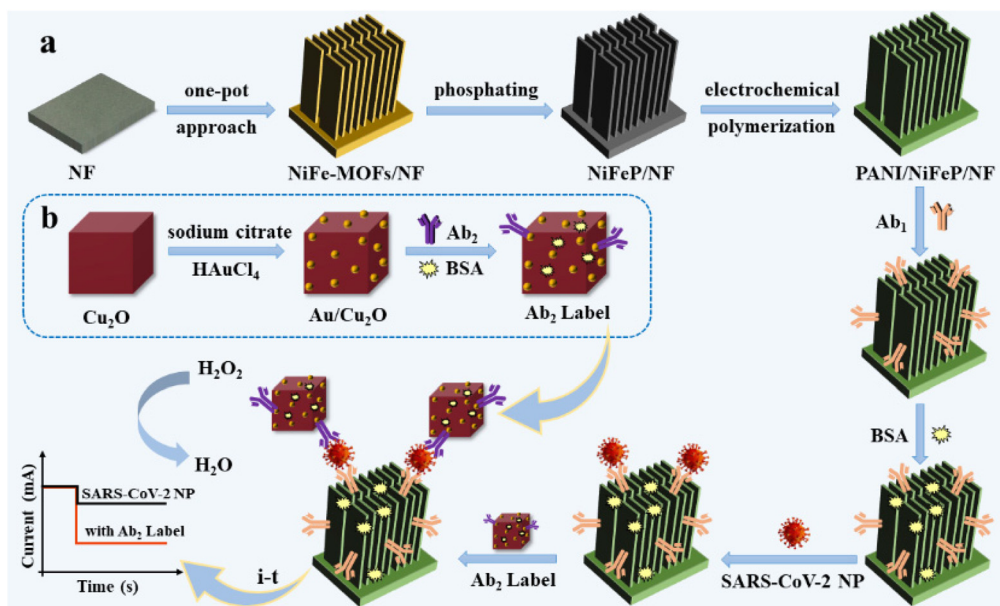 a
one-pot
approach
phosphating
electrochemical
polymerization
NF
NiFe-MOFs/NF
NiFeP/NF
PANI/NiFeP/NF
b
sodium citrate
HAuCl₄
Ab₂
BSA
Cu₂O
Au/Cu₂O
Ab₂ Label
Ab₁
BSA
H₂O₂
H₂O
Current (mA)
SARS-CoV-2 NP
with Ab₂ Label
Time (s)
i-t
Ab₂ Label
SARS-CoV-2 NP